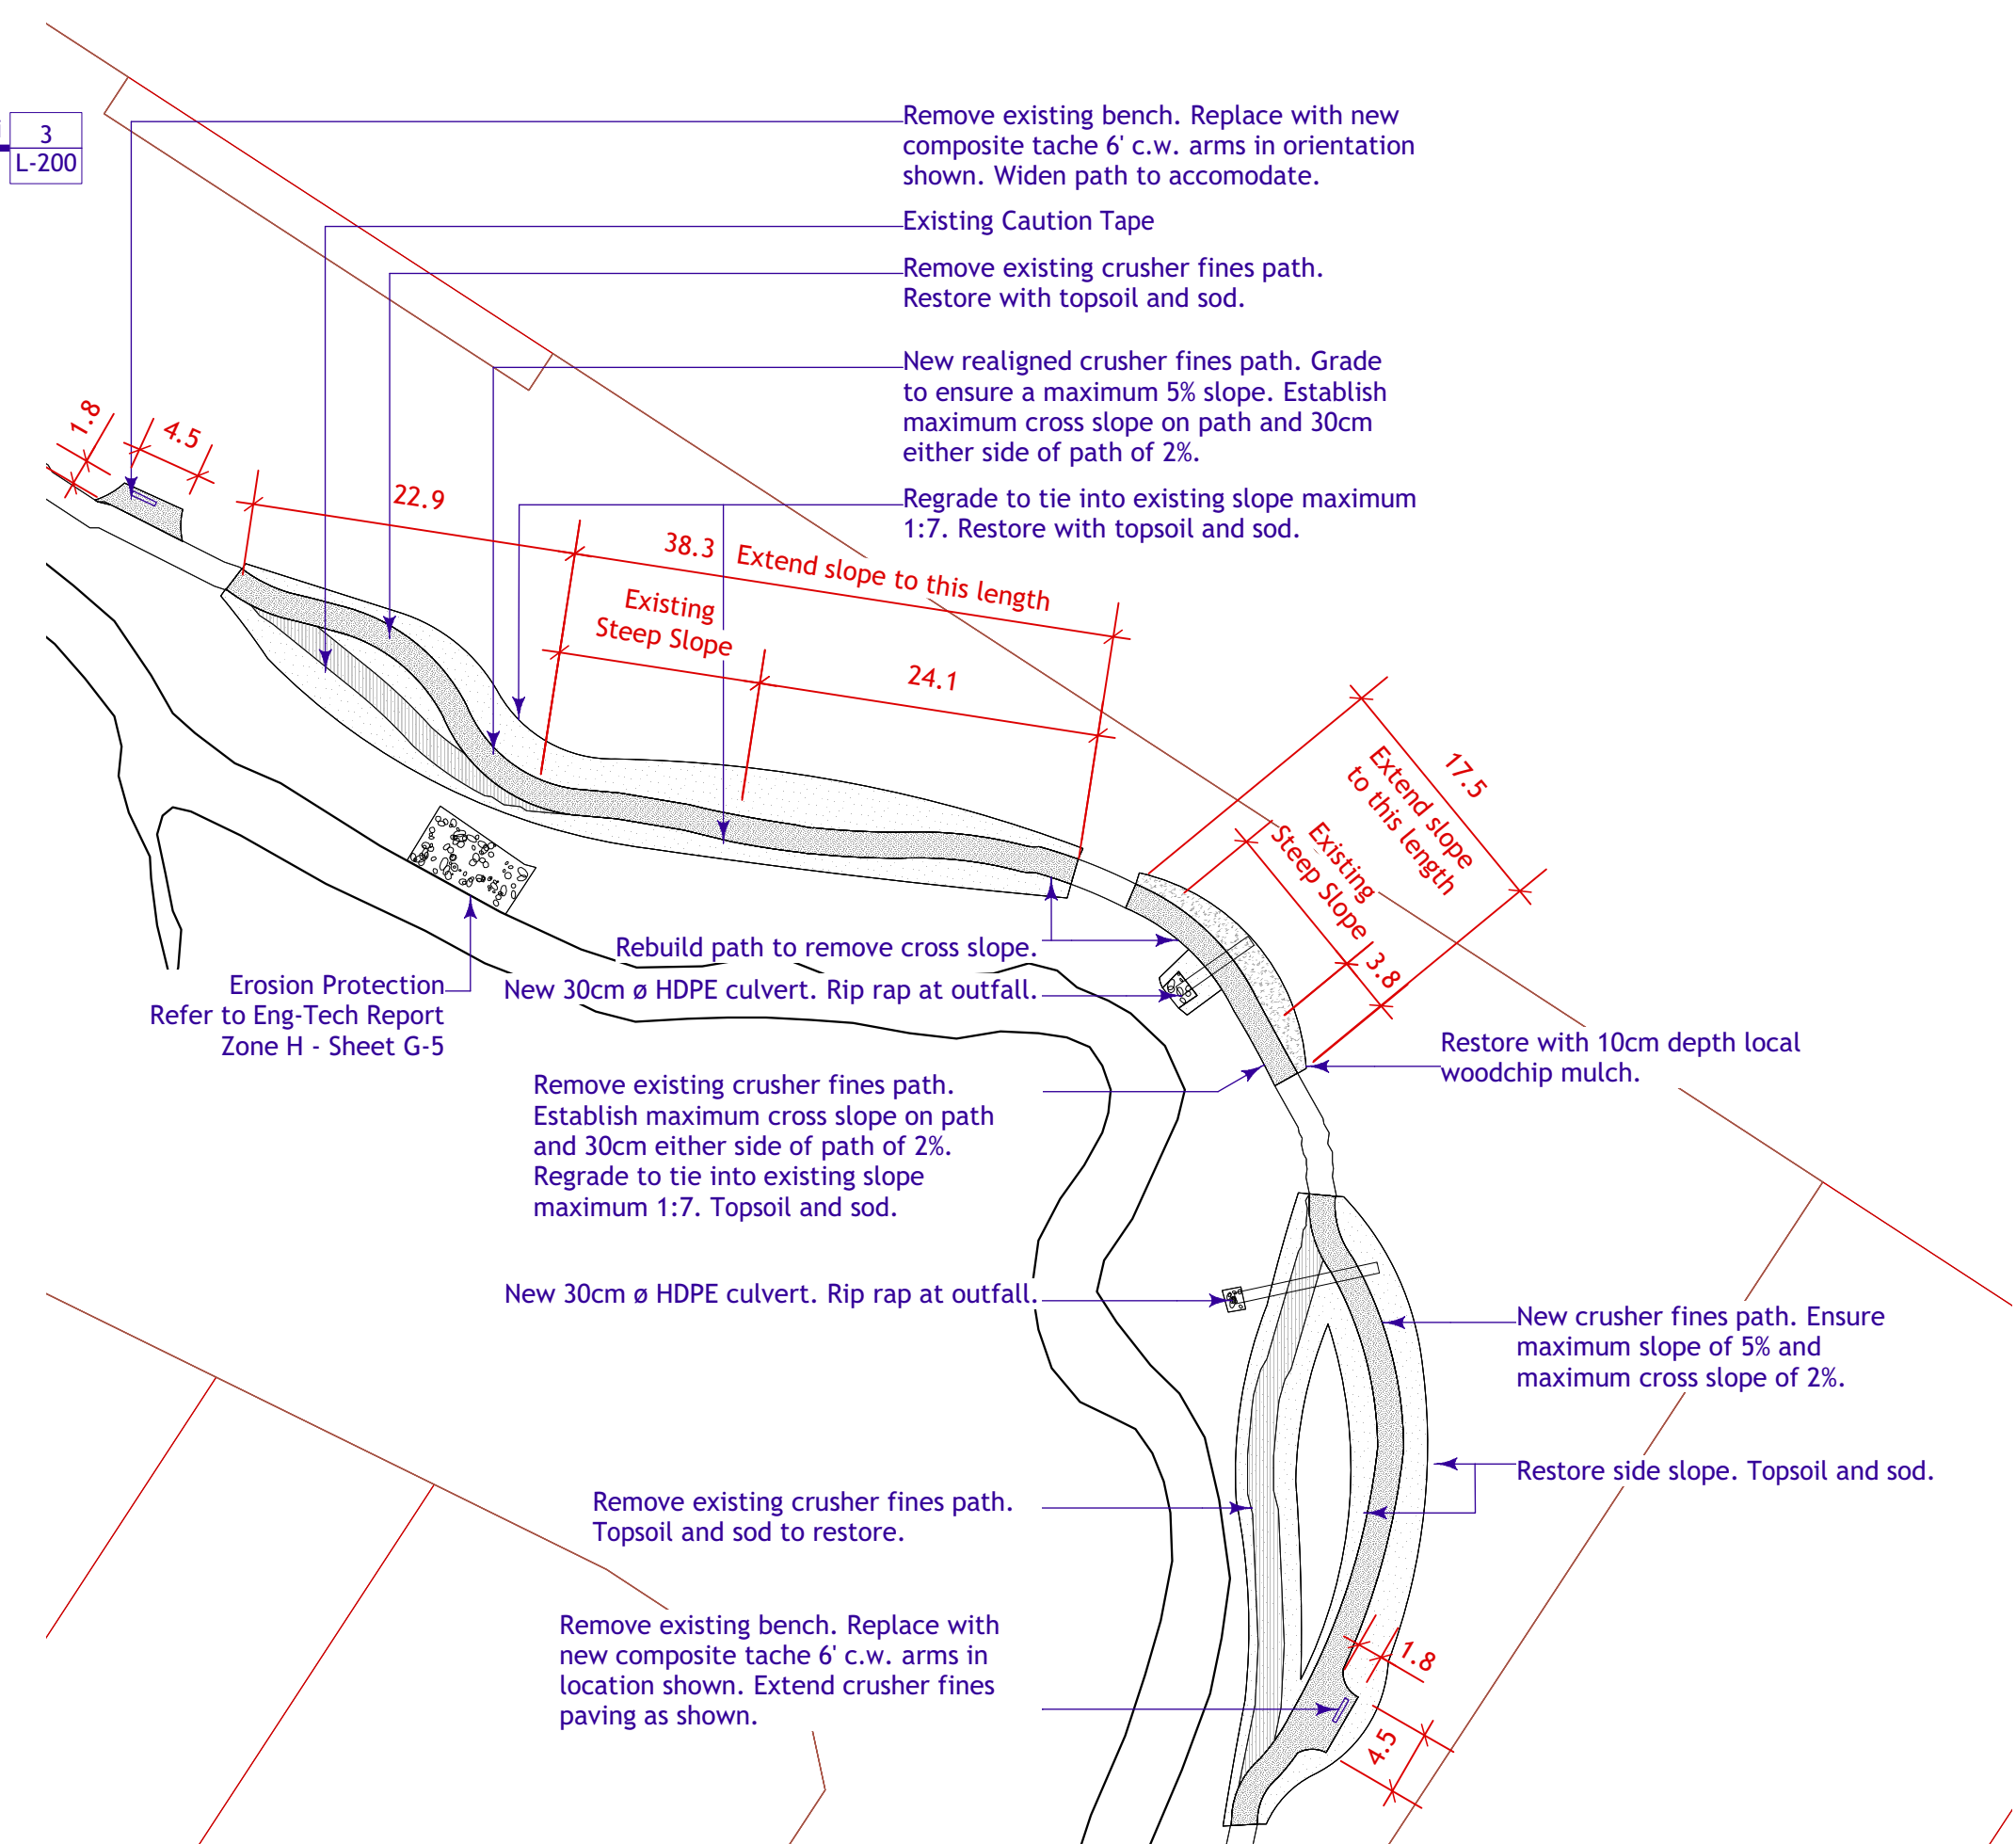 3
L-200
Remove existing bench. Replace with new
composite tache 6' c.w. arms in orientation
shown. Widen path to accomodate.
Existing Caution Tape
Remove existing crusher fines path.
Restore with topsoil and sod.
New realigned crusher fines path. Grade
to ensure a maximum 5% slope. Establish
maximum cross slope on path and 30cm
either side of path of 2%.
Regrade to tie into existing slope maximum
1:7. Restore with topsoil and sod.
1.8
4.5
22.9
38.3 Extend slope to this length
Existing
Steep Slope
24.1
17.5
Extend slope
to this length
Existing
Steep Slope
3.8
Rebuild path to remove cross slope.
New 30cm ø HDPE culvert. Rip rap at outfall.
Erosion Protection
Refer to Eng-Tech Report
Zone H - Sheet G-5
Restore with 10cm depth local
woodchip mulch.
Remove existing crusher fines path.
Establish maximum cross slope on path
and 30cm either side of path of 2%.
Regrade to tie into existing slope
maximum 1:7. Topsoil and sod.
New 30cm ø HDPE culvert. Rip rap at outfall.
New crusher fines path. Ensure
maximum slope of 5% and
maximum cross slope of 2%.
Restore side slope. Topsoil and sod.
Remove existing crusher fines path.
Topsoil and sod to restore.
Remove existing bench. Replace with
new composite tache 6' c.w. arms in
location shown. Extend crusher fines
paving as shown.
1.8
4.5